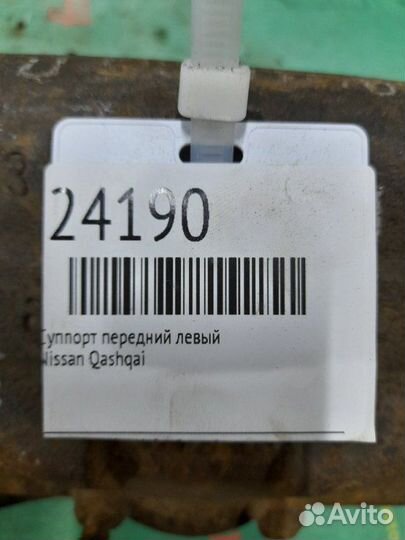 24190
Суппорт передний левый
Nissan Qashqai
Avito